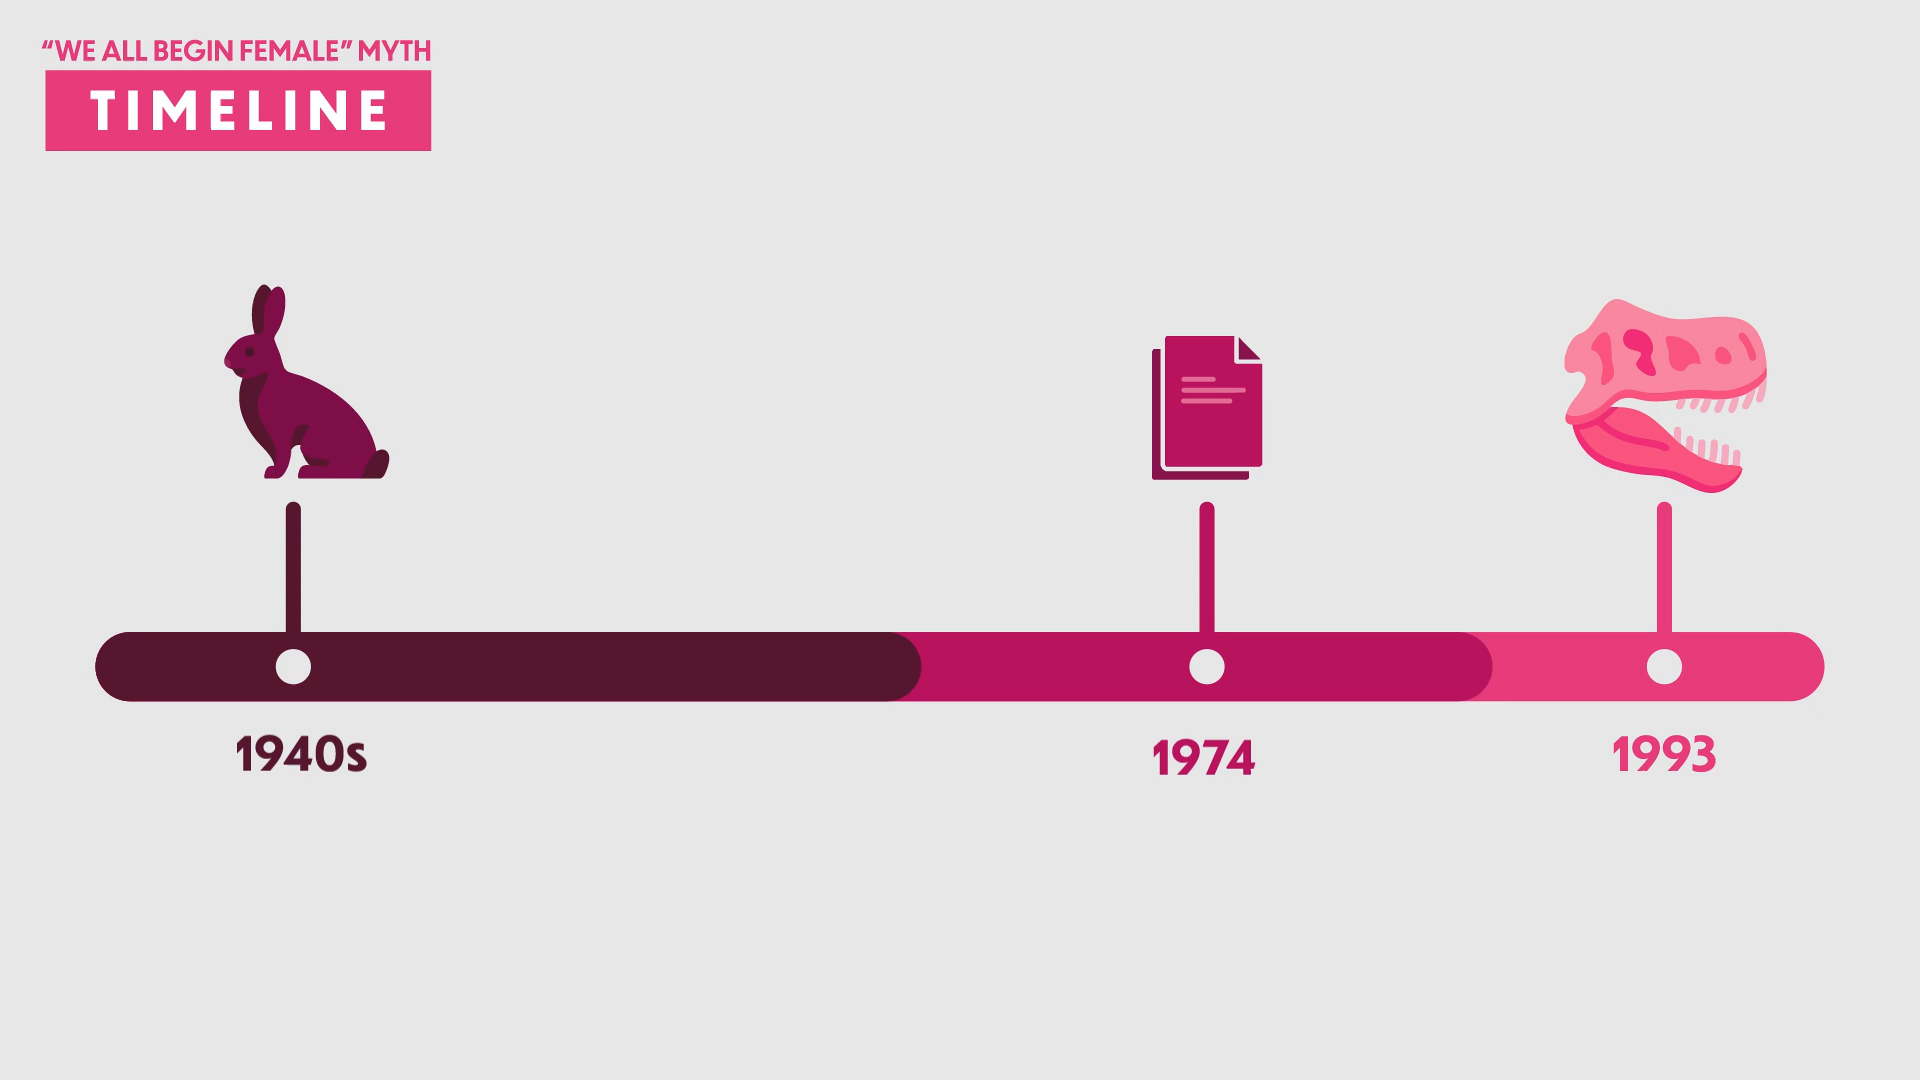 “WE ALL BEGIN FEMALE” MYTH
TIMELINE
1940s
1974
1993